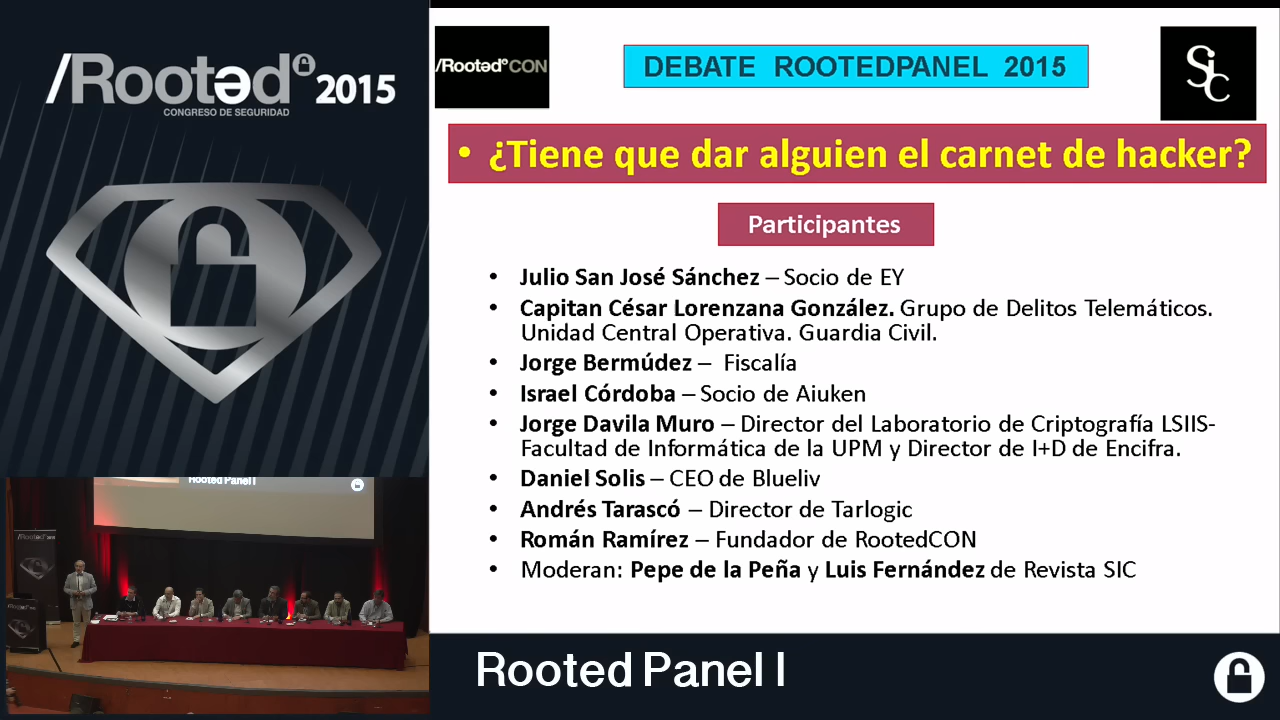 /Rooted° 2015
CONGRESO DE SEGURIDAD
/Rootedº CON
DEBATE ROOTEDPANEL 2015
SiC
• ¿Tiene que dar alguien el carnet de hacker?
Participantes
• Julio San José Sánchez – Socio de EY
• Capitan César Lorenzana González. Grupo de Delitos Telemáticos.
Unidad Central Operativa. Guardia Civil.
• Jorge Bermúdez – Fiscalía
• Israel Córdoba – Socio de Aiuken
• Jorge Davila Muro – Director del Laboratorio de Criptografía LSIIS-
Facultad de Informática de la UPM y Director de I+D de Encifra.
• Daniel Solis – CEO de Blueliv
• Andrés Tarascó – Director de Tarlogic
• Román Ramírez – Fundador de RootedCON
• Moderan: Pepe de la Peña y Luis Fernández de Revista SIC
Rooted Panel I
Rooted Panel I